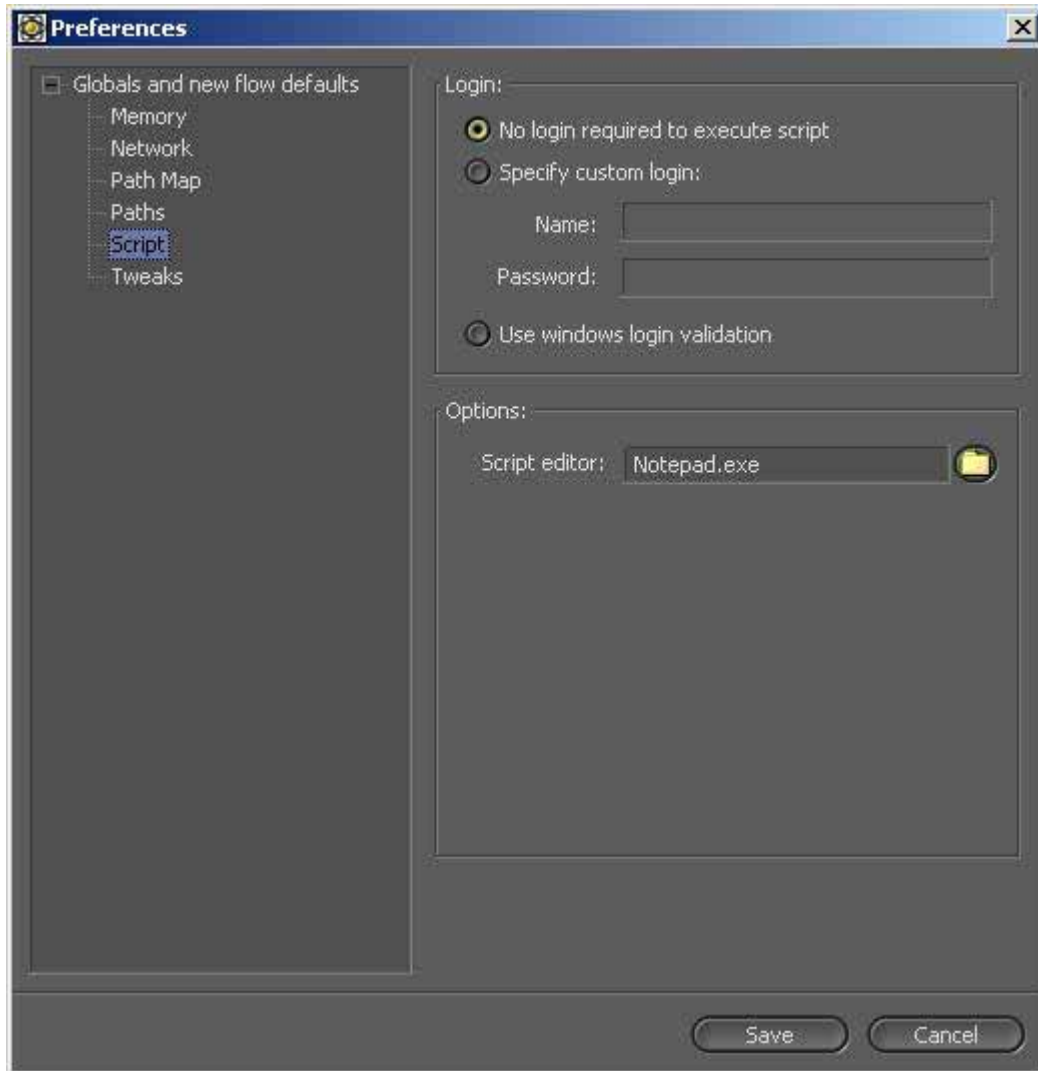 Preferences
Globals and new flow defaults
Memory
Network
Path Map
Paths
Script
Tweaks
Login:
No login required to execute script
Specify custom login:
Name:
Password:
Use windows login validation
Options:
Script editor: Notepad.exe
Save Cancel